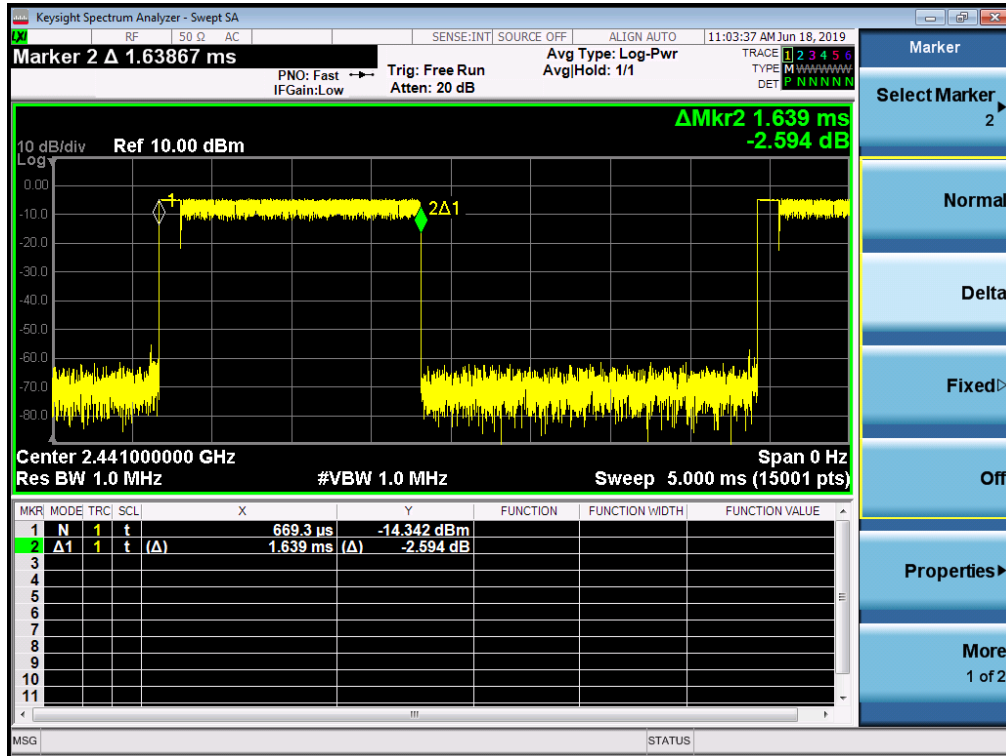 Keysight Spectrum Analyzer - Swept SA
LXI RF 50 Ω AC SENSE:INT SOURCE OFF ALIGN AUTO 11:03:37 AM Jun 18, 2019
Marker 2 Δ 1.63867 ms
PNO: Fast
IFGain:Low
Trig: Free Run
Atten: 20 dB
Avg Type: Log-Pwr
Avg|Hold: 1/1
TRACE 1 2 3 4 5 6
TYPE M W W W W W
DET P N N N N N
ΔMkr2 1.639 ms
-2.594 dB
10 dB/div Ref 10.00 dBm
Log
0.00
-10.0
-20.0
-30.0
-40.0
-50.0
-60.0
-70.0
-80.0
1
2Δ1
Center 2.441000000 GHz Span 0 Hz
Res BW 1.0 MHz #VBW 1.0 MHz Sweep 5.000 ms (15001 pts)
MKR MODE TRC SCL X Y FUNCTION FUNCTION WIDTH FUNCTION VALUE
1 N 1 t 669.3 µs -14.342 dBm
2 Δ1 1 t (Δ) 1.639 ms (Δ) -2.594 dB
3
4
5
6
7
8
9
10
11
MSG STATUS
Marker
Select Marker
2
Normal
Delta
Fixed
Off
Properties
More
1 of 2